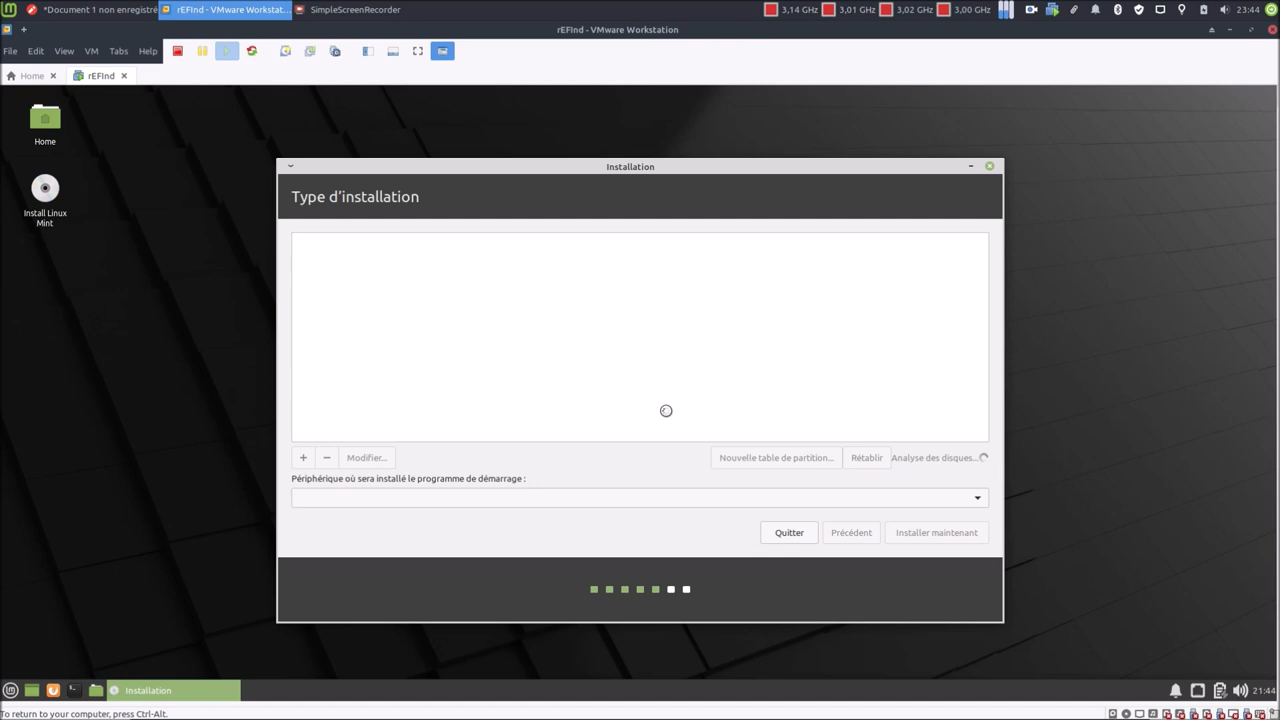 *Document 1 non enregistré
rEFInd - VMware Workstat...
SimpleScreenRecorder
3,14 GHz
3,01 GHz
3,02 GHz
3,00 GHz
23:44
rEFInd - VMware Workstation
File Edit View VM Tabs Help
Home
rEFInd
Home
Install Linux
Mint
Installation
Type d’installation
+ − Modifier...
Nouvelle table de partition... Rétablir Analyse des disques...
Périphérique où sera installé le programme de démarrage :
Quitter Précédent Installer maintenant
Installation
21:44
To return to your computer, press Ctrl-Alt.